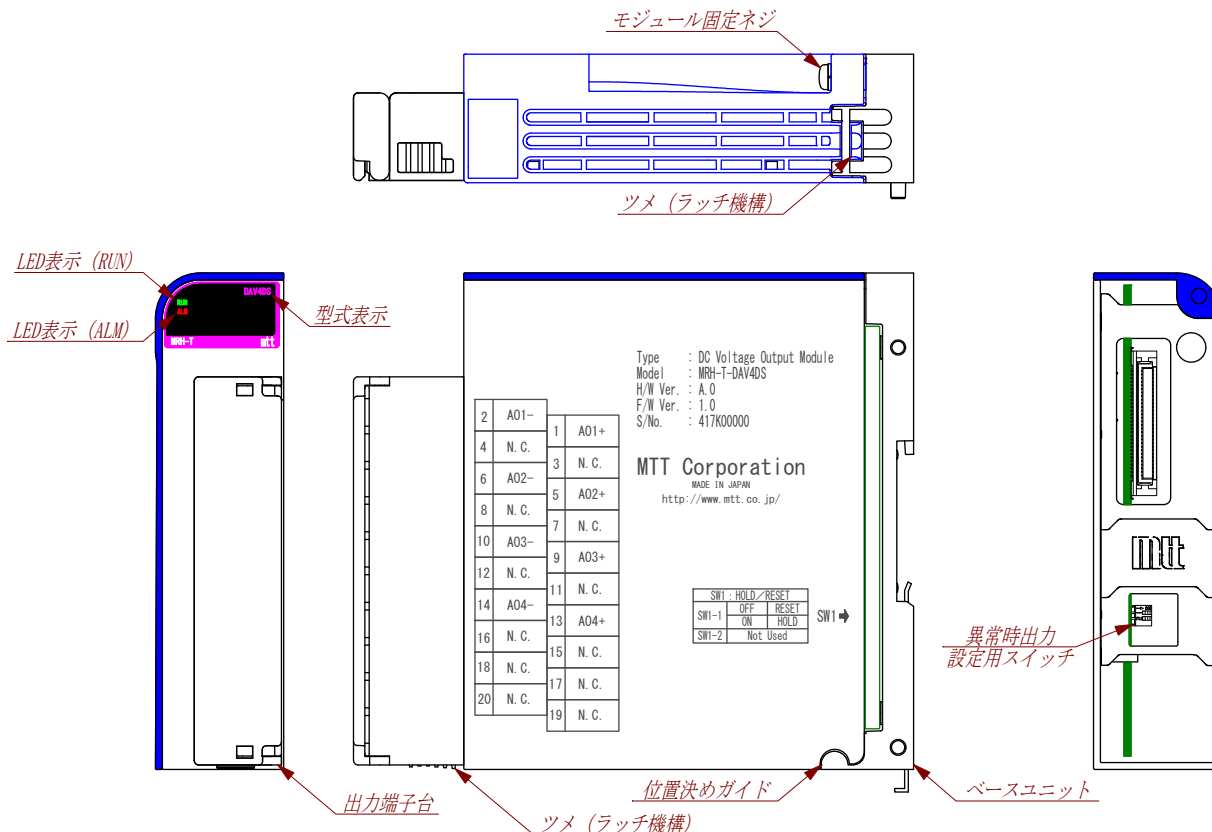 モジュール固定ネジ
ツメ (ラッチ機構)
LED表示 (RUN)
LED表示 (ALM)
RUN
ALM
DAV4DS
MRH-T
mtt
型式表示
出力端子台
Type : DC Voltage Output Module
Model : MRH-T-DAV4DS
H/W Ver. : A.0
F/W Ver. : 1.0
S/No. : 417K00000
MTT Corporation
MADE IN JAPAN
http://www.mtt.co.jp/
2 AO1-
1 AO1+
4 N.C.
3 N.C.
6 AO2-
5 AO2+
8 N.C.
7 N.C.
10 AO3-
9 AO3+
12 N.C.
11 N.C.
14 AO4-
13 AO4+
16 N.C.
15 N.C.
18 N.C.
17 N.C.
20 N.C.
19 N.C.
SW1 : HOLD/RESET
SW1-1 OFF RESET
ON HOLD
SW1-2 Not Used
SW1
ツメ (ラッチ機構)
位置決めガイド
ベースユニット
mtt
異常時出力
設定用スイッチ